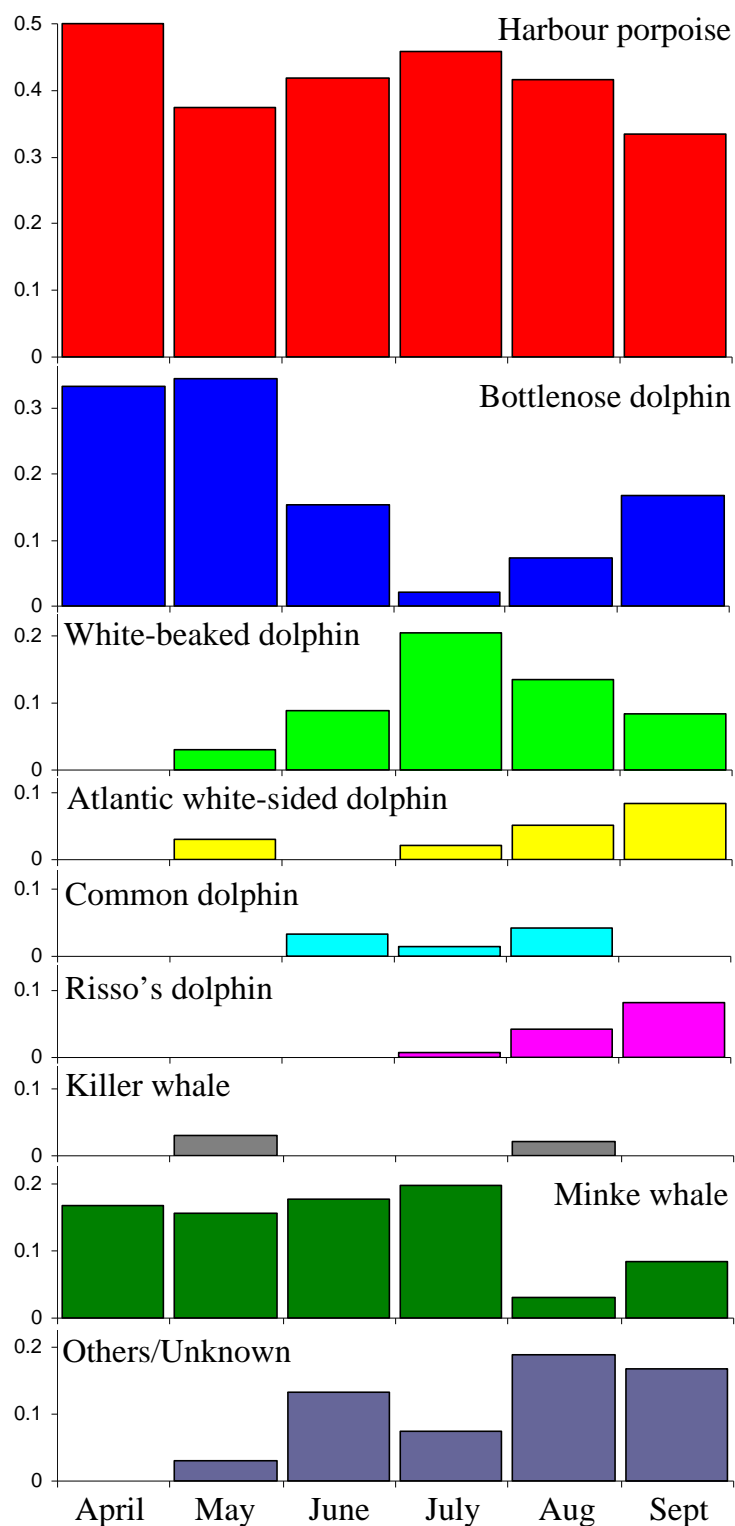 0.5
Harbour porpoise
0.4
0.3
0.2
0.1
0
Bottlenose dolphin
0.3
0.2
0.1
0
White-beaked dolphin
0.2
0.1
0
Atlantic white-sided dolphin
0.1
0
Common dolphin
0.1
0
Risso’s dolphin
0.1
0
Killer whale
0.1
0
Minke whale
0.2
0.1
0
Others/Unknown
0.2
0.1
0
April May June July Aug Sept